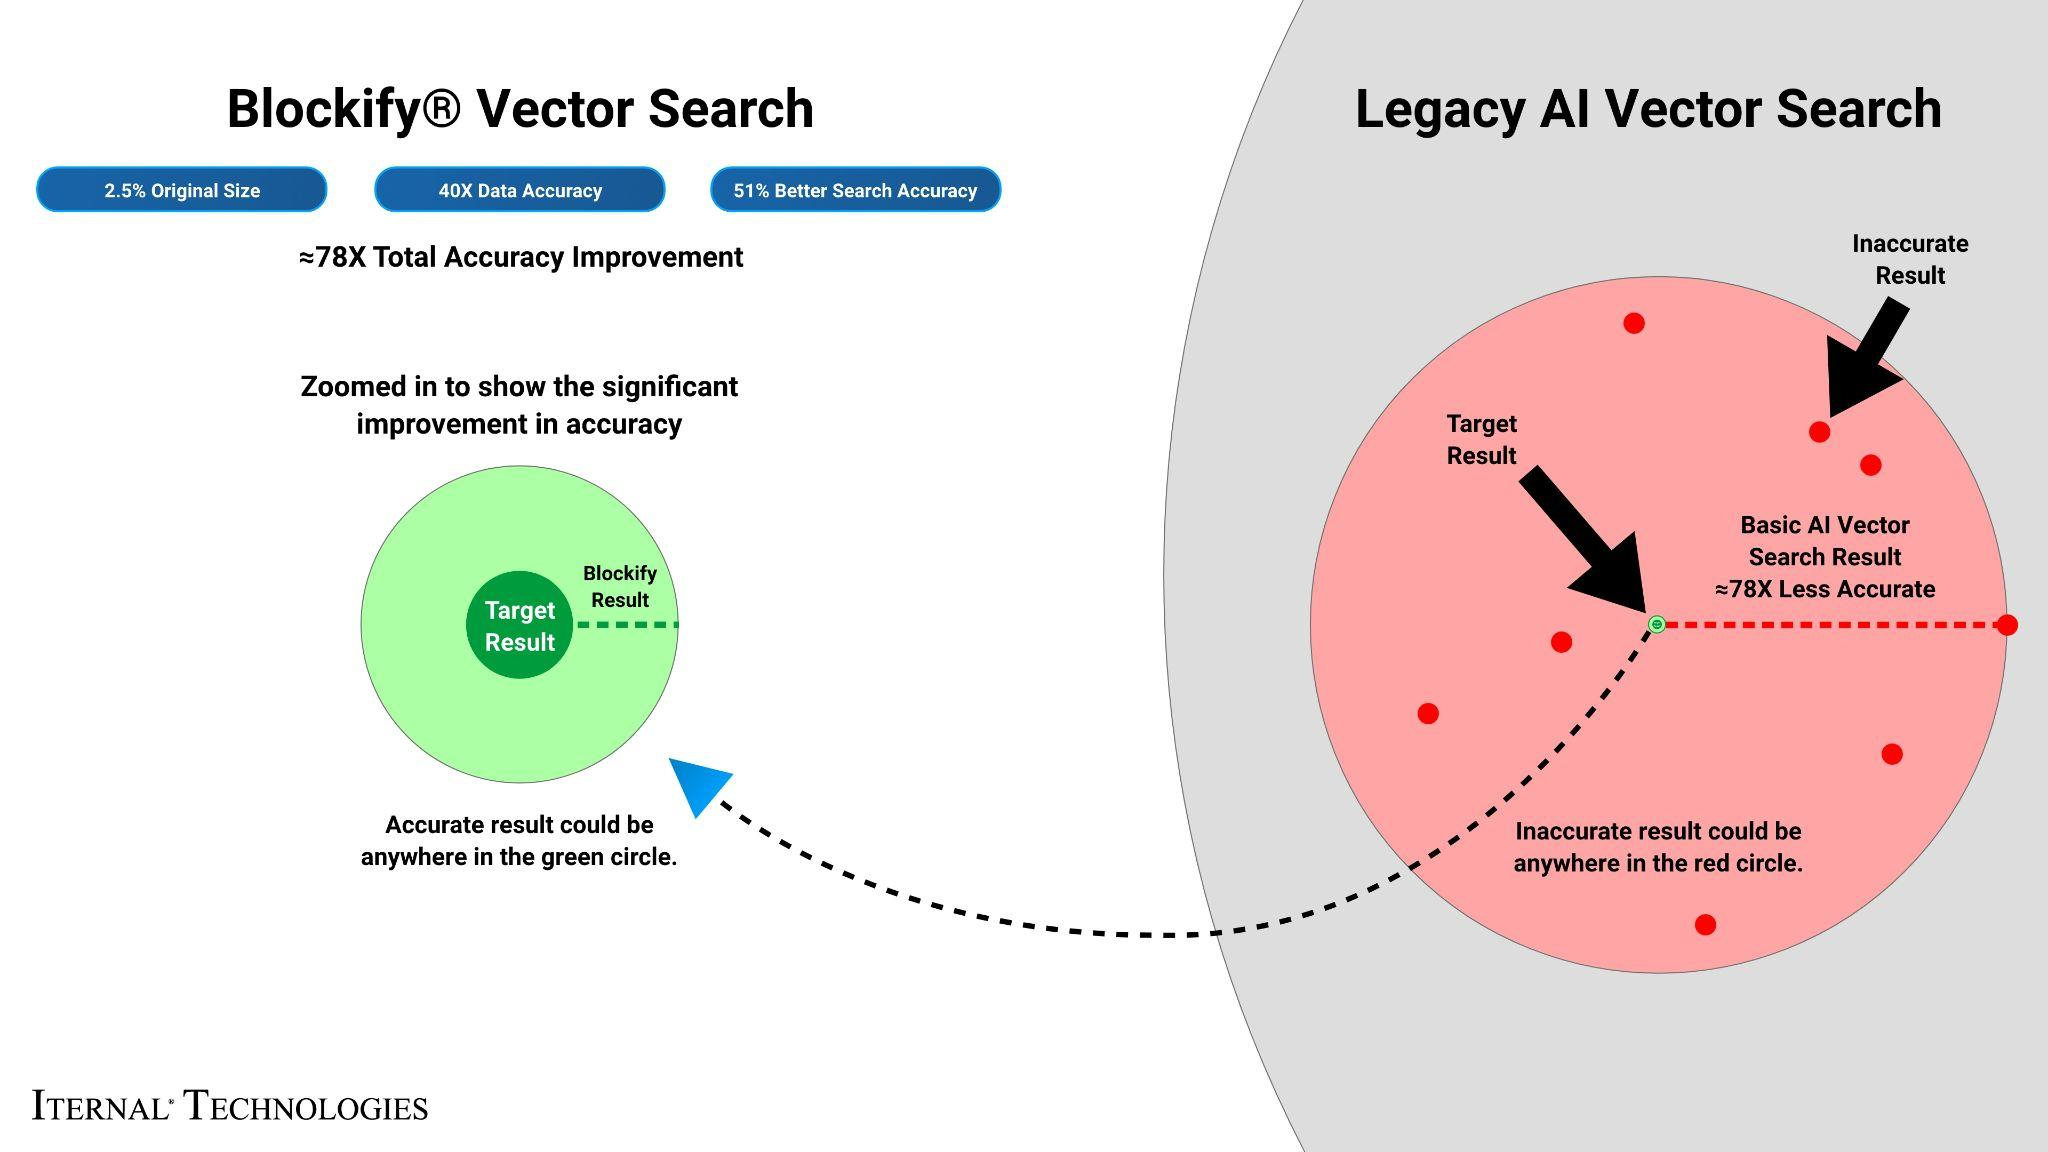 Blockify® Vector Search
2.5% Original Size
40X Data Accuracy
51% Better Search Accuracy
≈78X Total Accuracy Improvement
Zoomed in to show the significant
improvement in accuracy
Blockify
Result
Target
Result
Accurate result could be
anywhere in the green circle.
Legacy AI Vector Search
Inaccurate
Result
Target
Result
Basic AI Vector
Search Result
≈78X Less Accurate
Inaccurate result could be
anywhere in the red circle.
ITERNAL® TECHNOLOGIES